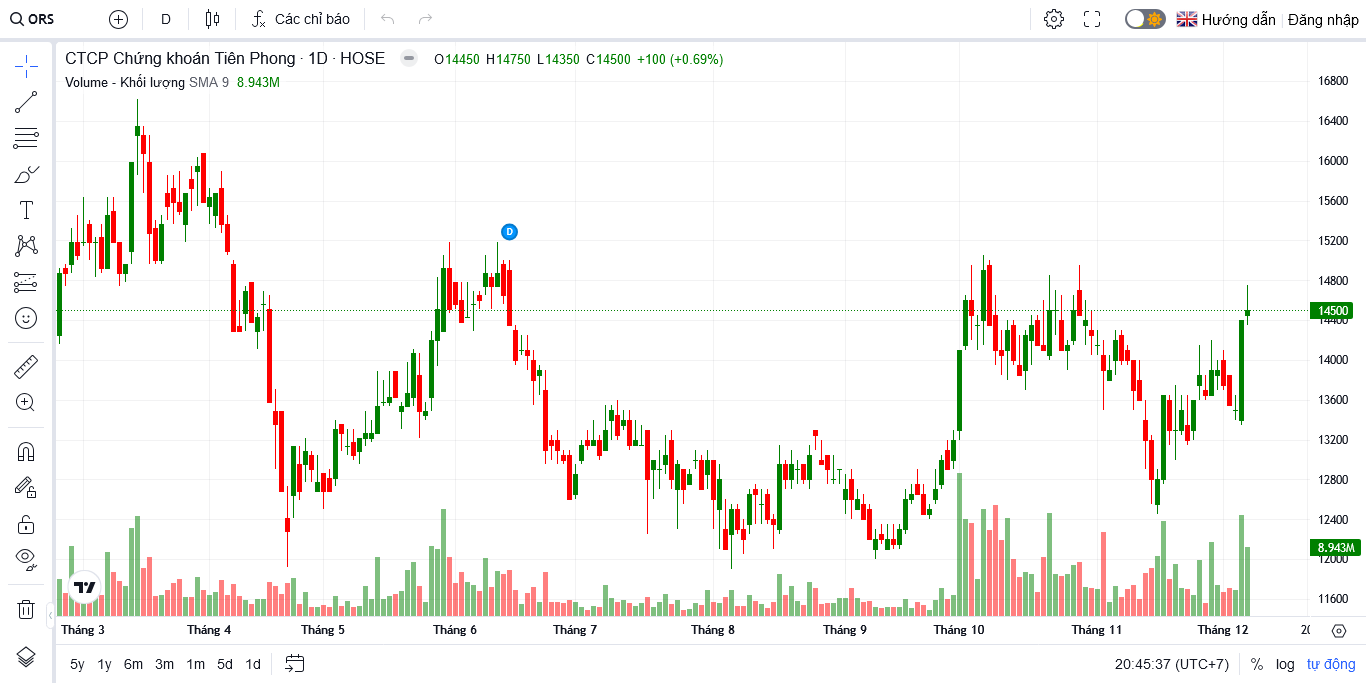 ORS D Các chỉ báo Hướng dẫn Đăng nhập
CTCP Chứng khoán Tiên Phong · 1D · HOSE O14450 H14750 L14350 C14500 +100 (+0.69%)
Volume - Khối lượng SMA 9 8.943M
16800
16400
16000
15600
15200
D
14800
14500
14400
14000
13600
13200
12800
12400
8.943M
12000
11600
Tháng 3 Tháng 4 Tháng 5 Tháng 6 Tháng 7 Tháng 8 Tháng 9 Tháng 10 Tháng 11 Tháng 12
5y 1y 6m 3m 1m 5d 1d 20:45:37 (UTC+7) % log tự động